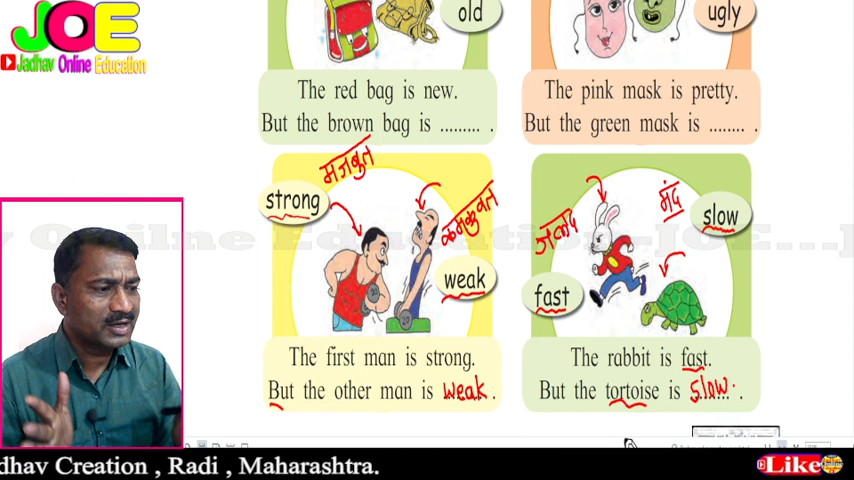 JOE
Jadhav Online Education
old
ugly
The red bag is new.
But the brown bag is ......... .
The pink mask is pretty.
But the green mask is ........ .
मजबुत
strong
कमकुवत
weak
जलद
मंद
slow
fast
The first man is strong.
But the other man is weak .
The rabbit is fast.
But the tortoise is slow. .
dhav Creation , Radi , Maharashtra.
Like